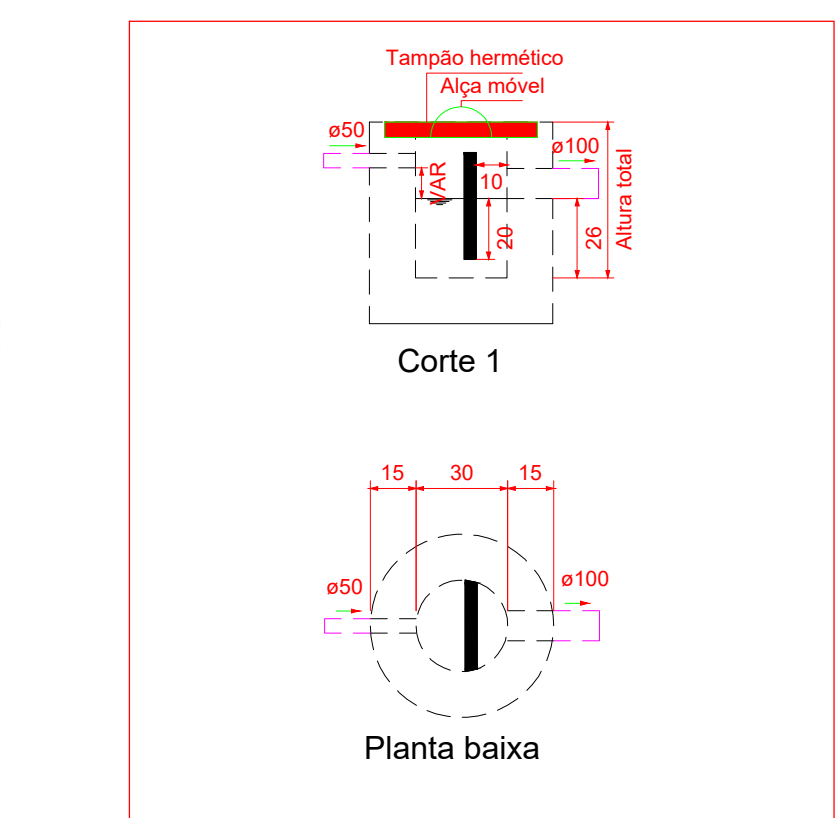 Tampão hermético
Alça móvel
ø50
ø100
VAR
10
20
26
Altura total
Corte 1
15 30 15
ø50
ø100
Planta baixa